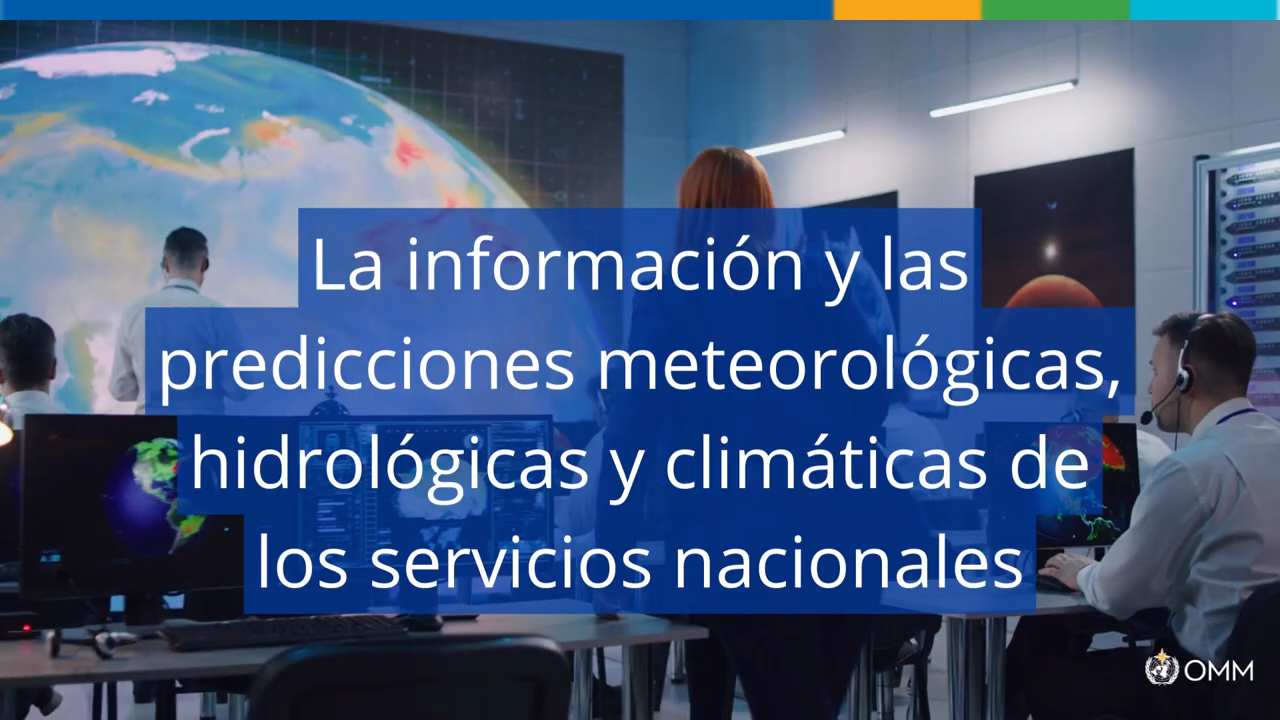 La información y las
predicciones meteorológicas,
hidrológicas y climáticas de
los servicios nacionales
OMM